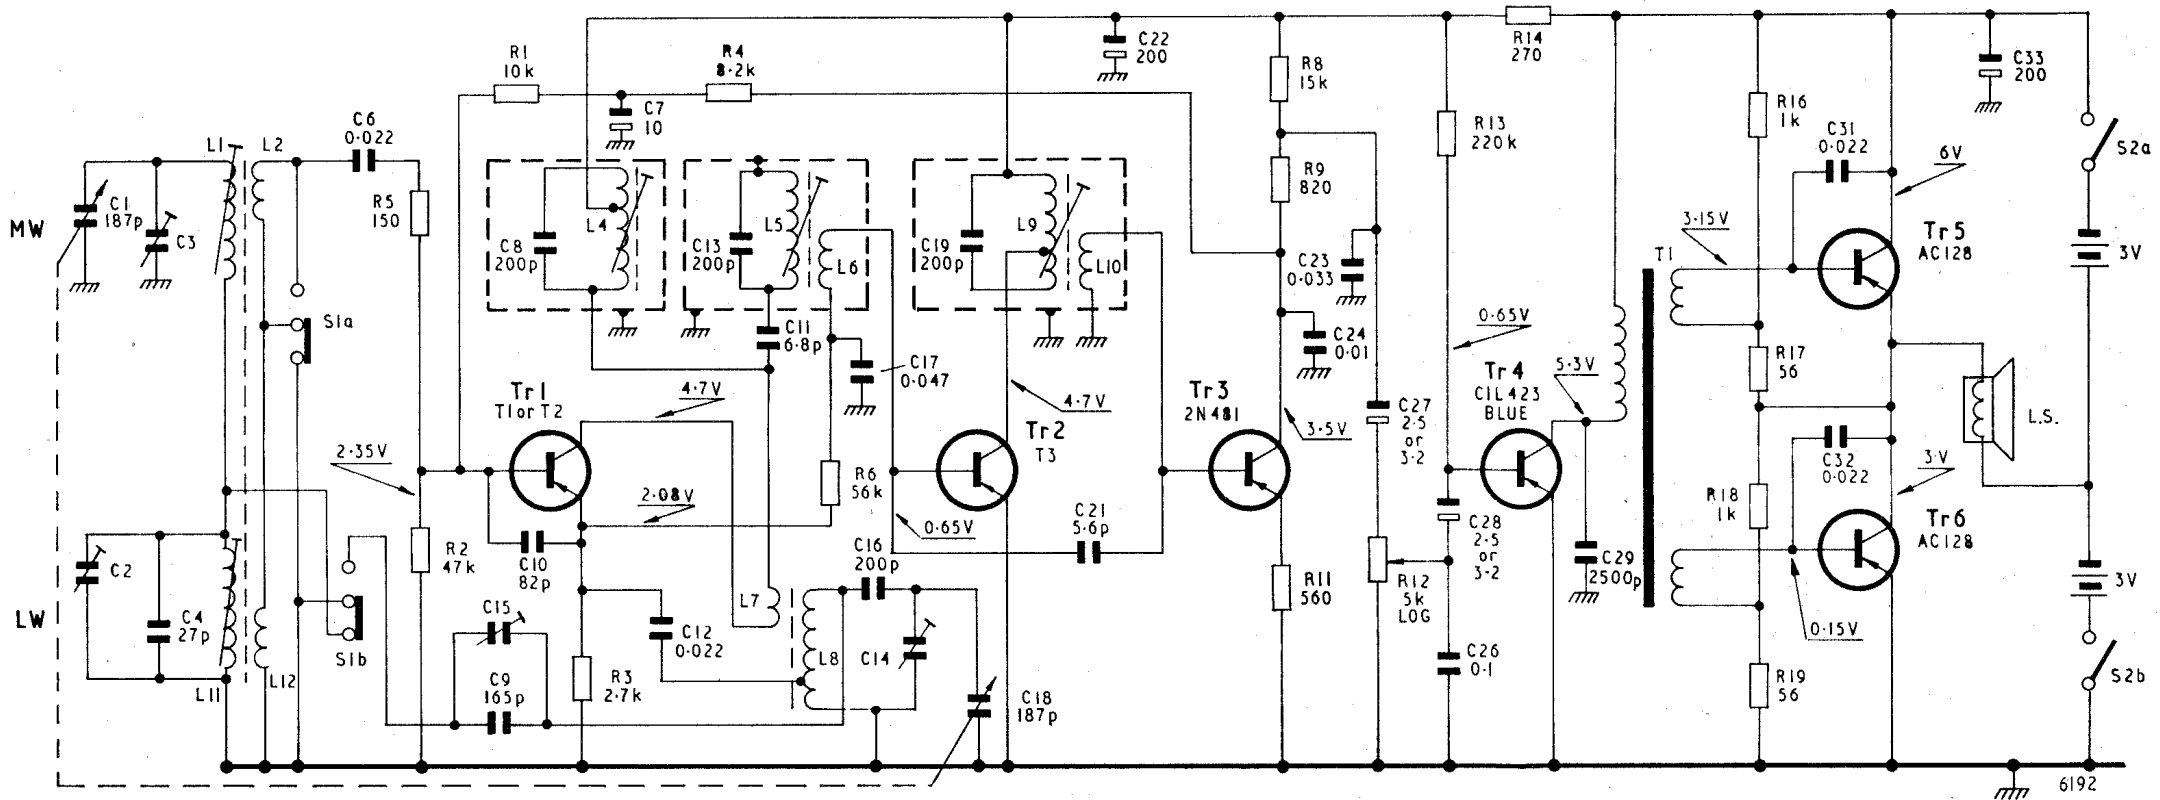 R1
10k
R4
8·2k
C22
200
R8
15k
R14
270
C33
200
C6
0·022
C7
10
R13
220k
R16
1k
C31
0·022
S2a
L1
L2
R9
820
6V
C1
187p
C3
R5
150
MW
C8
200p
L4
C13
200p
L5
L6
C19
200p
L9
L10
C23
0·033
3·15V
T1
Tr5
AC128
3V
S1a
C11
6·8p
C17
0·047
C24
0·01
0·65V
R17
56
Tr1
T1 or T2
4·7V
4·7V
Tr3
2N481
Tr4
C1L423
BLUE
5·3V
C27
2·5
or
3·2
L.S.
2·35V
Tr2
T3
3·5V
C32
0·022
3·V
R6
56k
2·08V
0·65V
C21
5·6p
R18
1k
Tr6
AC128
C2
R2
47k
C10
82p
C16
200p
C28
2·5
or
3·2
C29
2500p
3V
LW
C4
27p
C15
L7
R11
560
R12
5k
LOG
0·15V
S1b
C12
0·022
L8
C14
C26
0·1
L11
L12
C9
165p
R3
2·7k
C18
187p
R19
56
S2b
6192